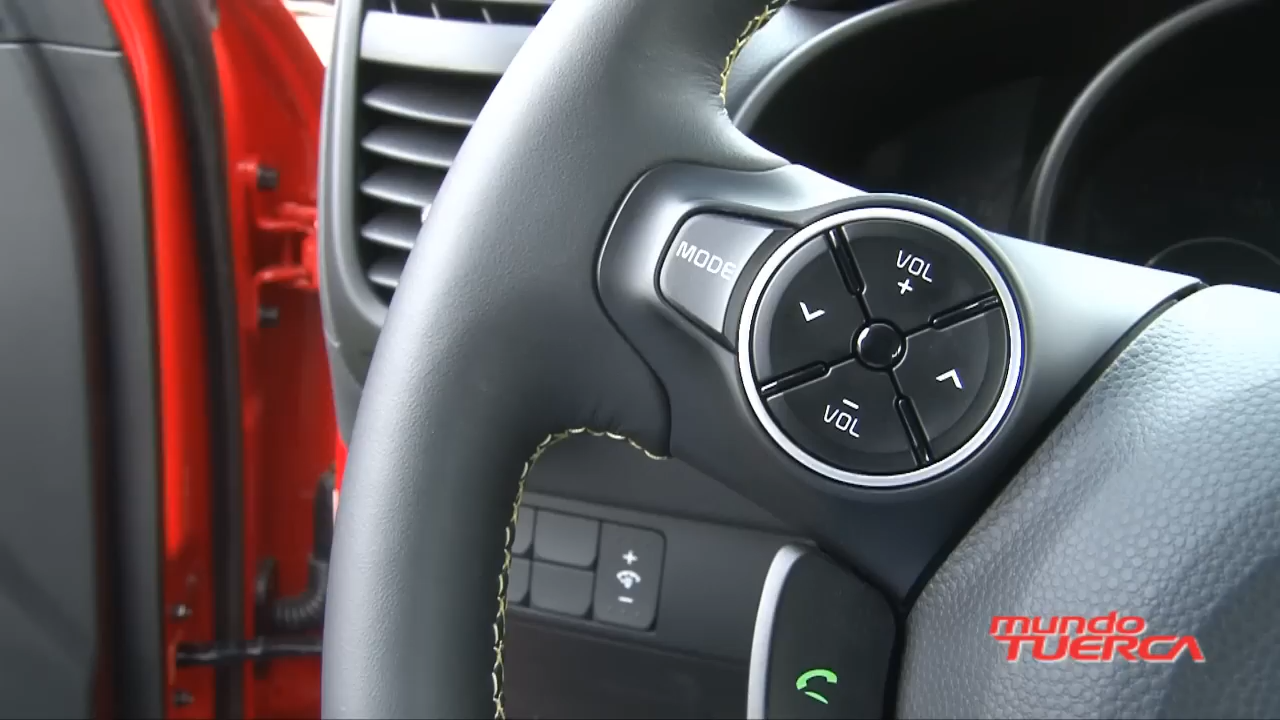 MODE
VOL
+
−
VOL
+
−
mundo
TUERCA